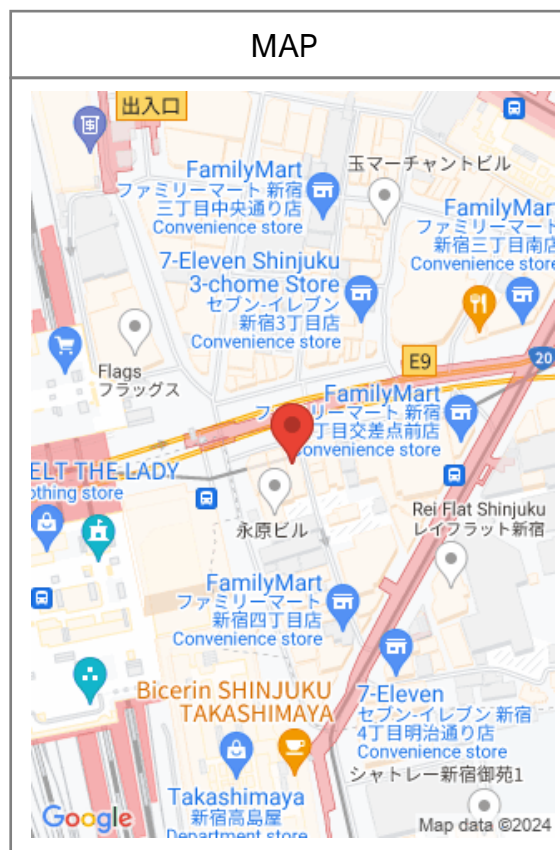 MAP
出入口
FamilyMart
ファミリーマート 新宿
三丁目中央通り店
Convenience store
玉マーチャントビル
FamilyMart
ファミリーマート
新宿三丁目南店
Convenience store
7-Eleven Shinjuku
3-chome Store
セブン-イレブン
新宿3丁目店
Convenience store
Flags
フラッグス
E9
20
FamilyMart
ファミリーマート 新宿
丁目交差点前店
Convenience store
ELT THE LADY
othing store
永原ビル
Rei Flat Shinjuku
レイフラット新宿
FamilyMart
ファミリーマート
新宿四丁目店
Convenience store
Bicerin SHINJUKU
TAKASHIMAYA
7-Eleven
セブン-イレブン 新宿
4丁目明治通り店
Convenience store
シャトレー新宿御苑1
Takashimaya
新宿高島屋
Department store
Google
Map data ©2024